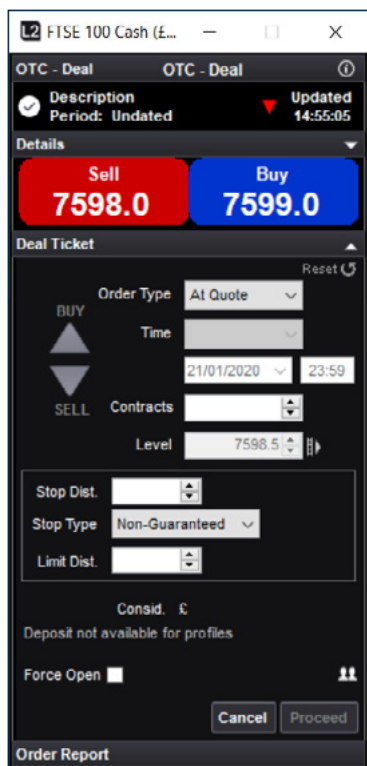 L2 FTSE 100 Cash (£...
OTC - Deal OTC - Deal
Description Updated
Period: Undated 14:55:05
Details
Sell Buy
7598.0 7599.0
Deal Ticket
Reset
Order Type At Quote
BUY
Time
21/01/2020 23:59
SELL Contracts
Level 7598.5
Stop Dist.
Stop Type Non-Guaranteed
Limit Dist.
Consid. £
Deposit not available for profiles
Force Open
Cancel Proceed
Order Report